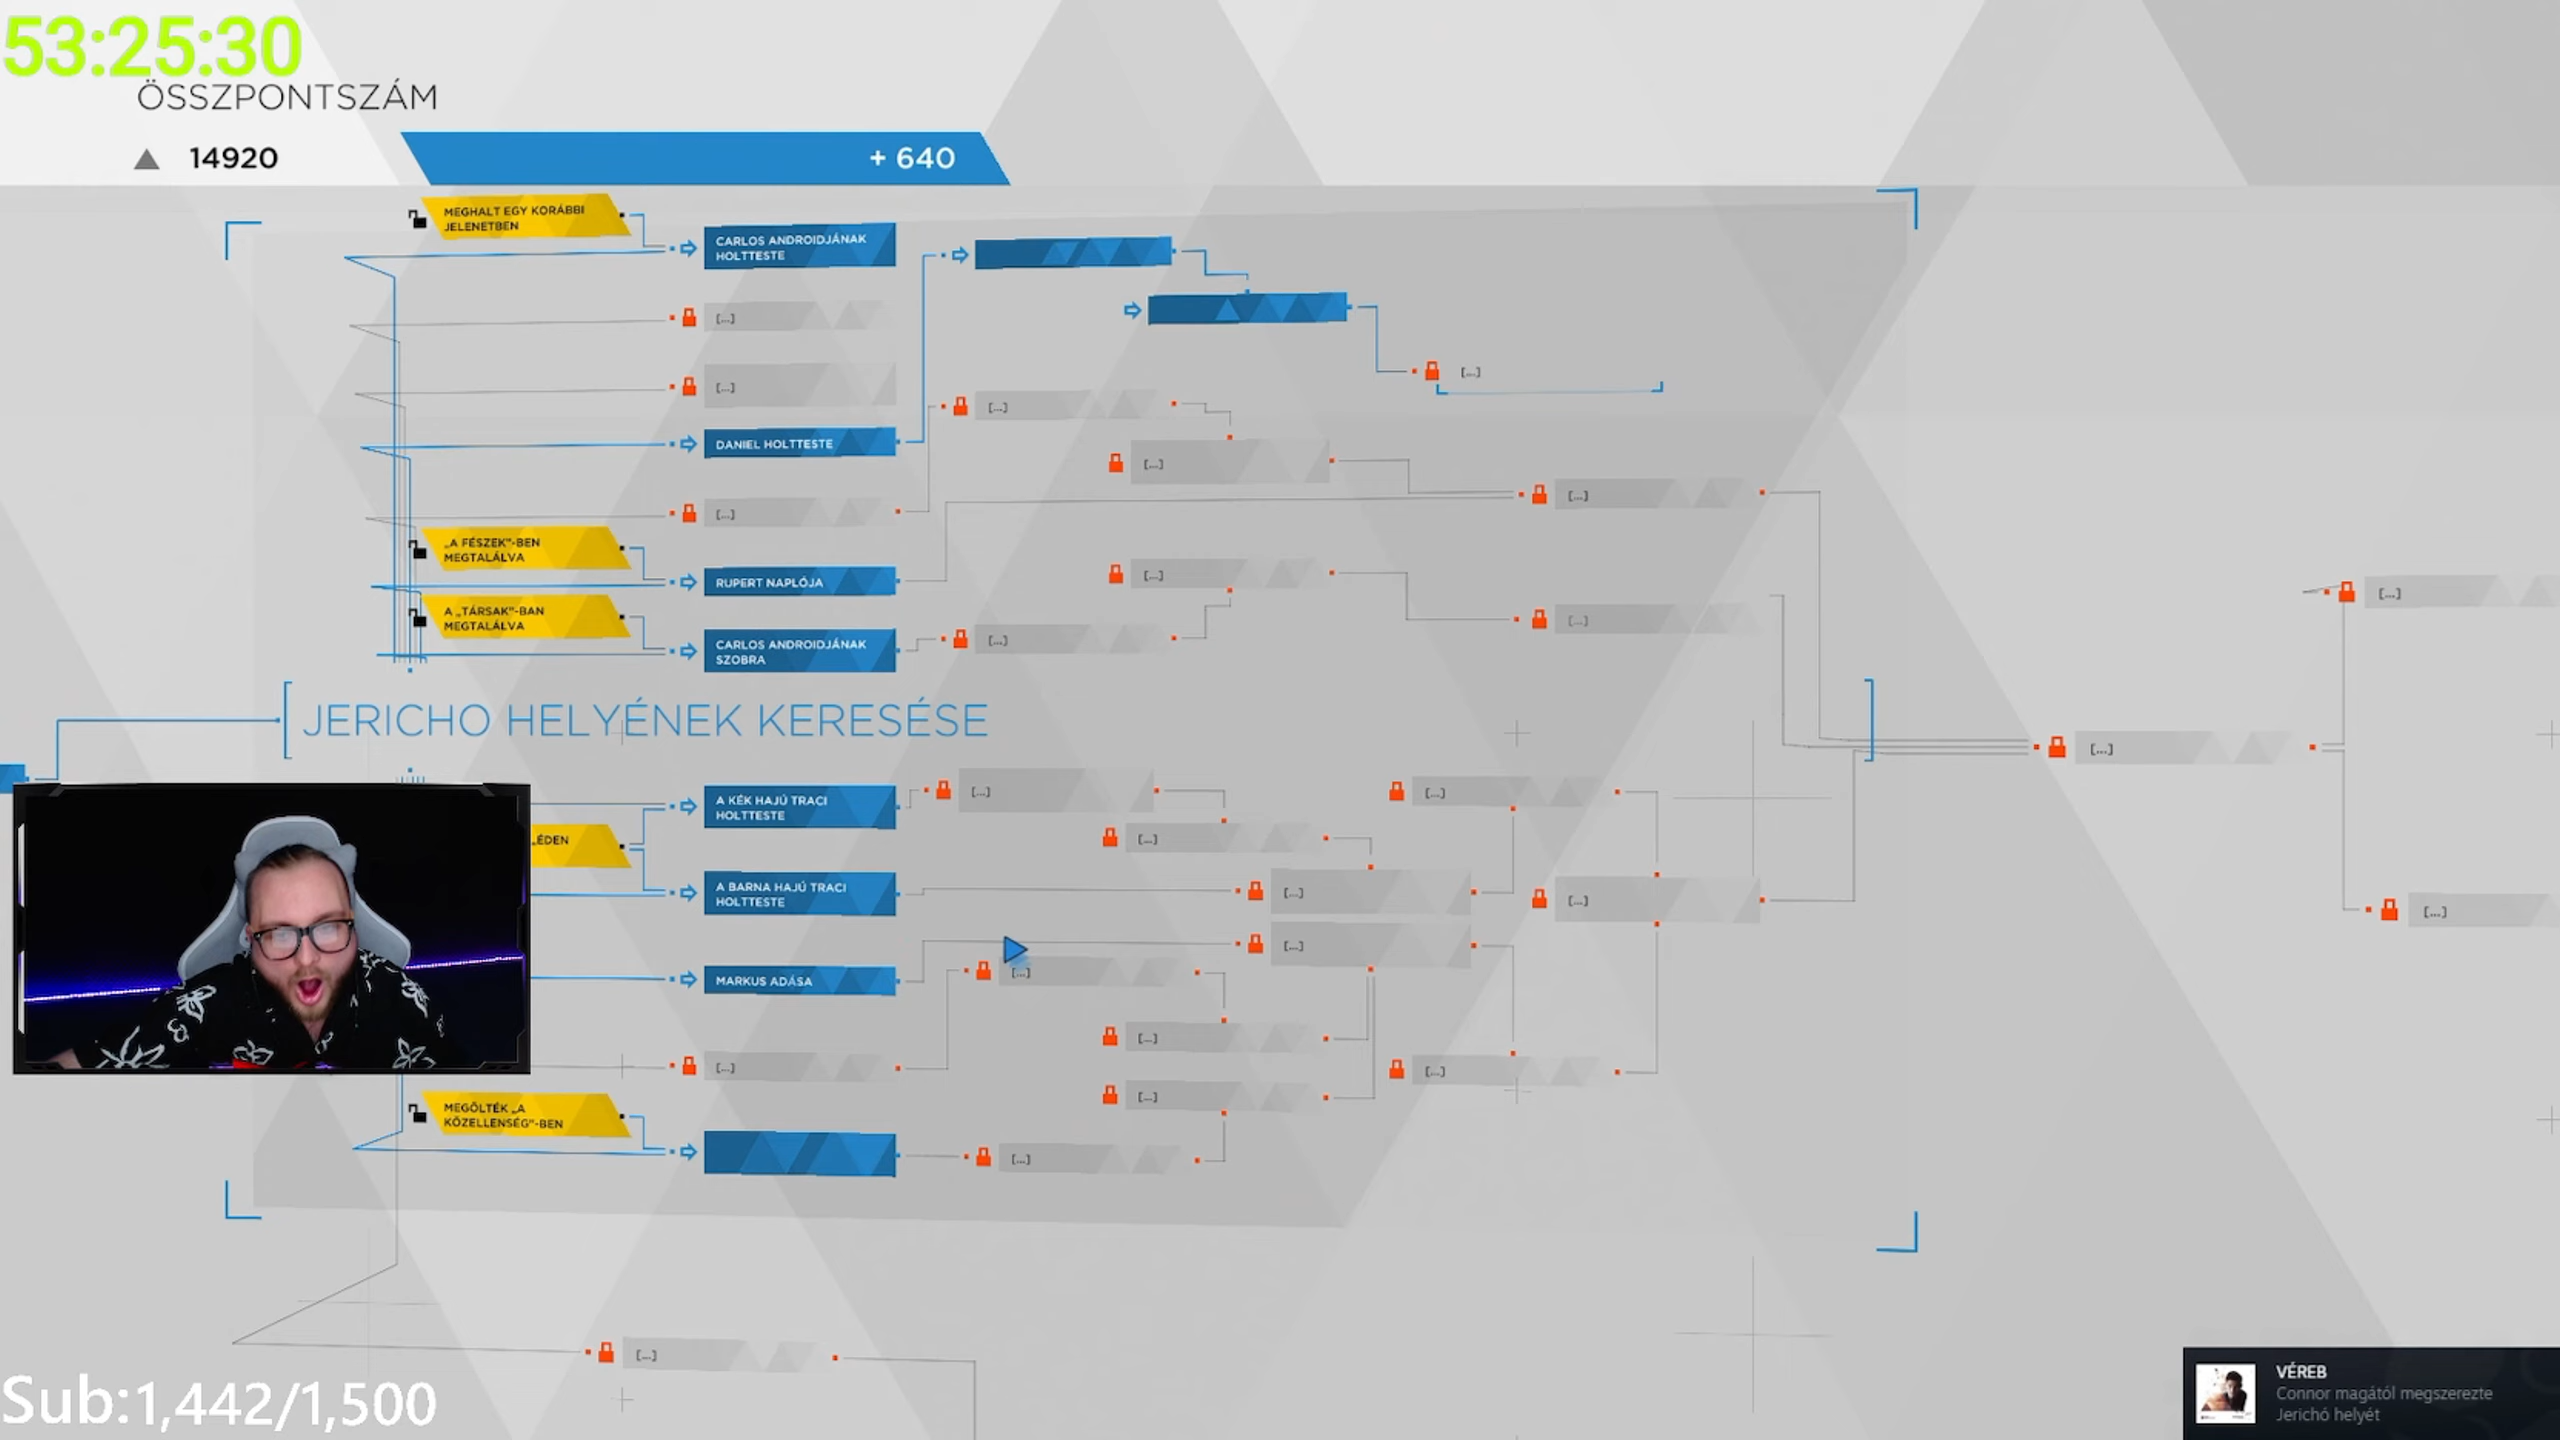 53:25:30
ÖSSZPONTSZÁM
14920
+ 640
MEGHALT EGY KORÁBBI
JELENETBEN
CARLOS ANDROIDJÁNAK
HOLTTESTE
[...]
[...]
[...]
[...]
DANIEL HOLTTESTE
[...]
[...]
[...]
„A FÉSZEK"-BEN
MEGTALÁLVA
[...]
RUPERT NAPLÓJA
[...]
A „TÁRSAK"-BAN
MEGTALÁLVA
[...]
CARLOS ANDROIDJÁNAK
SZOBRA
[...]
JERICHO HELYÉNEK KERESÉSE
[...]
A KÉK HAJÚ TRACI
HOLTTESTE
[...]
[...]
„ÉDEN
[...]
A BARNA HAJÚ TRACI
HOLTTESTE
[...]
[...]
[...]
[...]
MARKUS ADÁSA
[...]
[...]
[...]
[...]
[...]
MEGÖLTÉK „A
KÖZELLENSÉG"-BEN
[...]
[...]
Sub:1,442/1,500
VÉREB
Connor magától megszerezte
Jerichó helyét